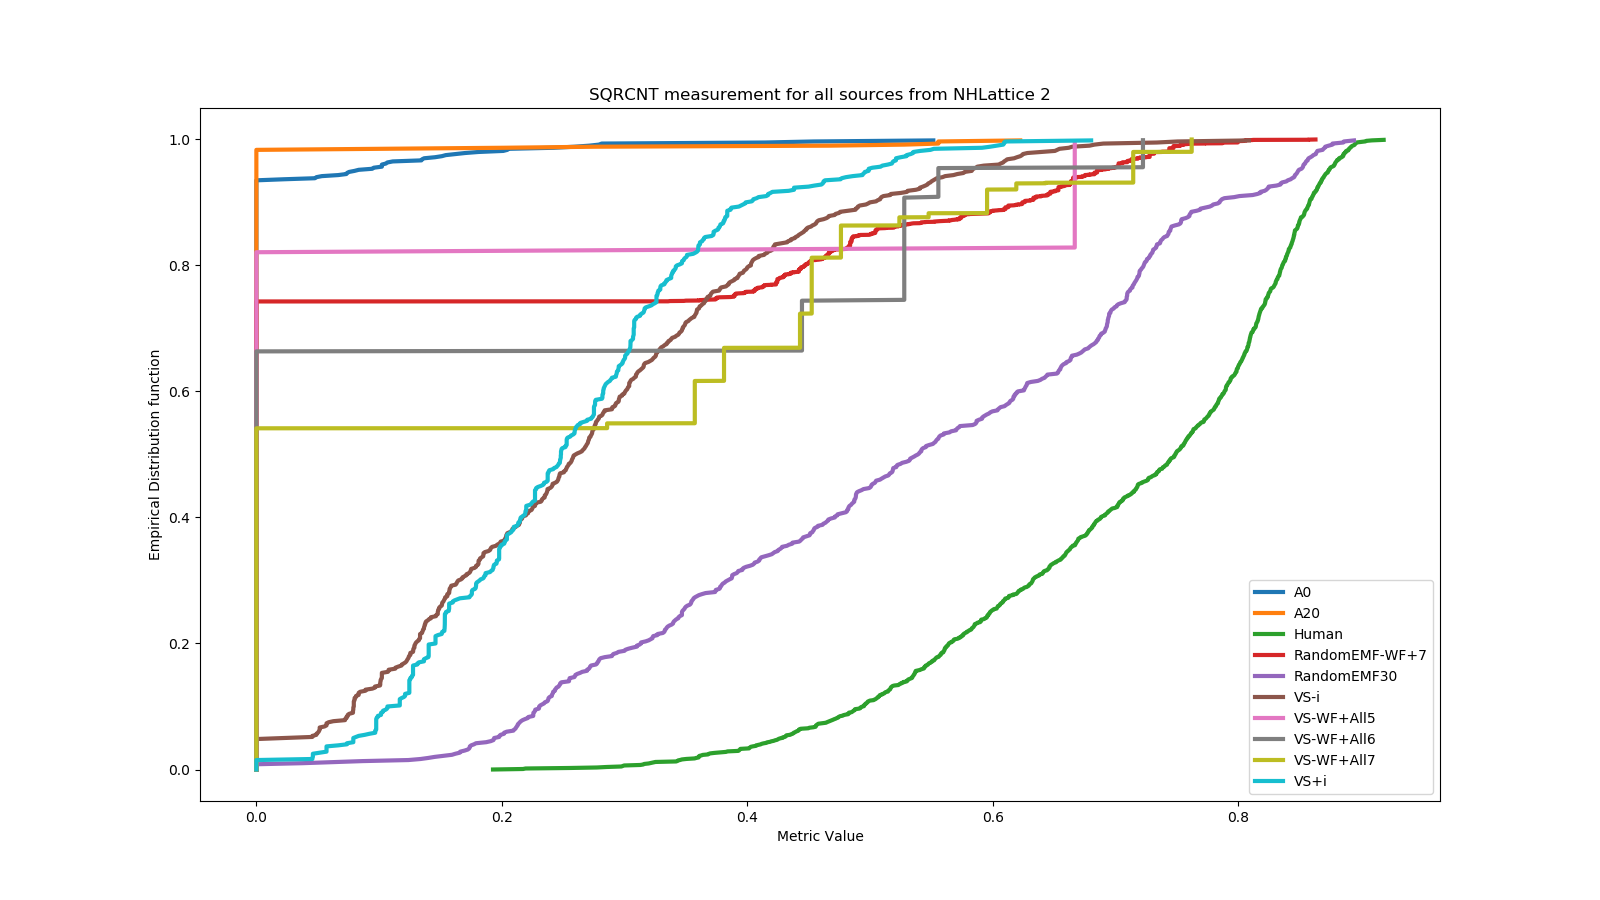 SQRCNT measurement for all sources from NHLattice 2
Empirical Distribution function
1.0
0.8
0.6
0.4
0.2
0.0
0.0
0.2
0.4
0.6
0.8
Metric Value
A0
A20
Human
RandomEMF-WF+7
RandomEMF30
VS-i
VS-WF+All5
VS-WF+All6
VS-WF+All7
VS+i